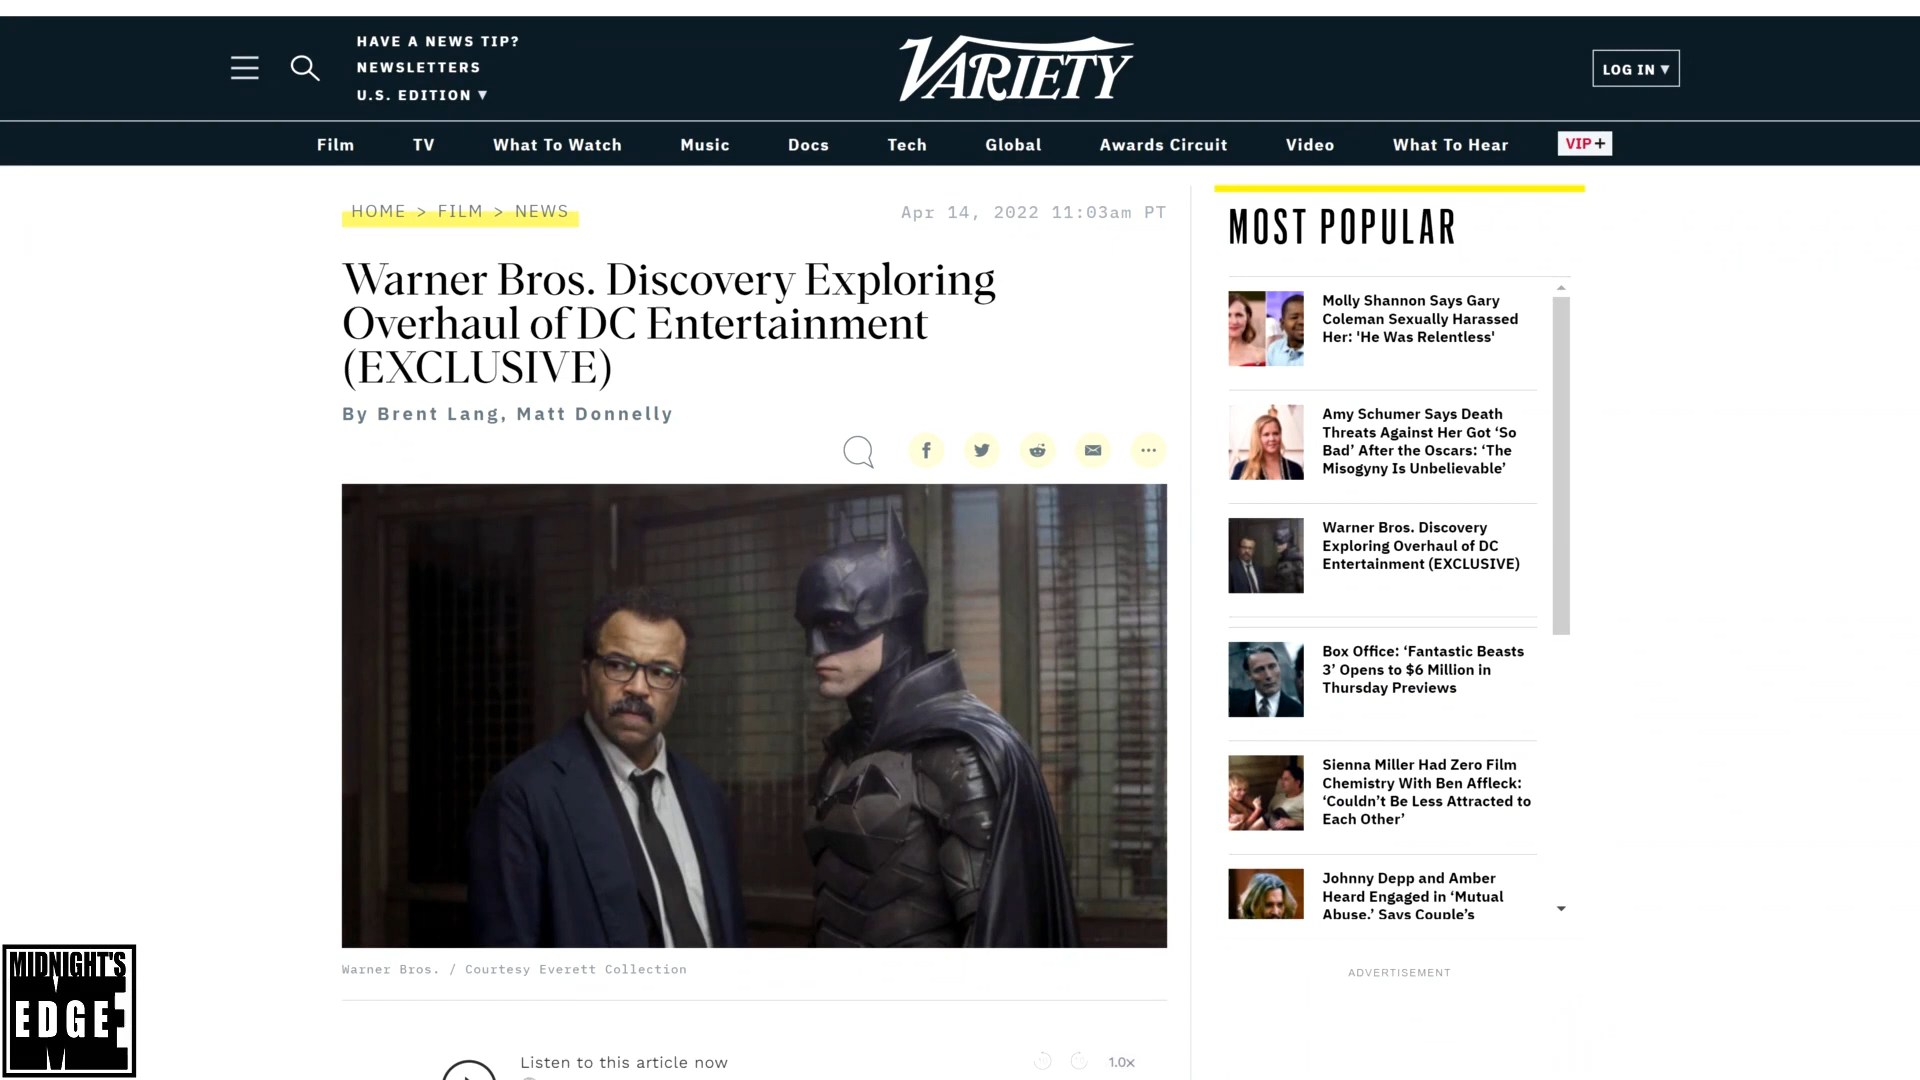 HAVE A NEWS TIP?
NEWSLETTERS
U.S. EDITION ▼
VARIETY
LOG IN ▼
Film TV What To Watch Music Docs Tech Global Awards Circuit Video What To Hear VIP+
HOME > FILM > NEWS
Apr 14, 2022 11:03am PT
Warner Bros. Discovery Exploring
Overhaul of DC Entertainment
(EXCLUSIVE)
By Brent Lang, Matt Donnelly
Warner Bros. / Courtesy Everett Collection
Listen to this article now
1.0x
MOST POPULAR
Molly Shannon Says Gary
Coleman Sexually Harassed
Her: 'He Was Relentless'
Amy Schumer Says Death
Threats Against Her Got ‘So
Bad’ After the Oscars: ‘The
Misogyny Is Unbelievable’
Warner Bros. Discovery
Exploring Overhaul of DC
Entertainment (EXCLUSIVE)
Box Office: ‘Fantastic Beasts
3’ Opens to $6 Million in
Thursday Previews
Sienna Miller Had Zero Film
Chemistry With Ben Affleck:
‘Couldn’t Be Less Attracted to
Each Other’
Johnny Depp and Amber
Heard Engaged in ‘Mutual
Abuse,’ Says Couple’s
ADVERTISEMENT
MIDNIGHT'S
EDGE
ME